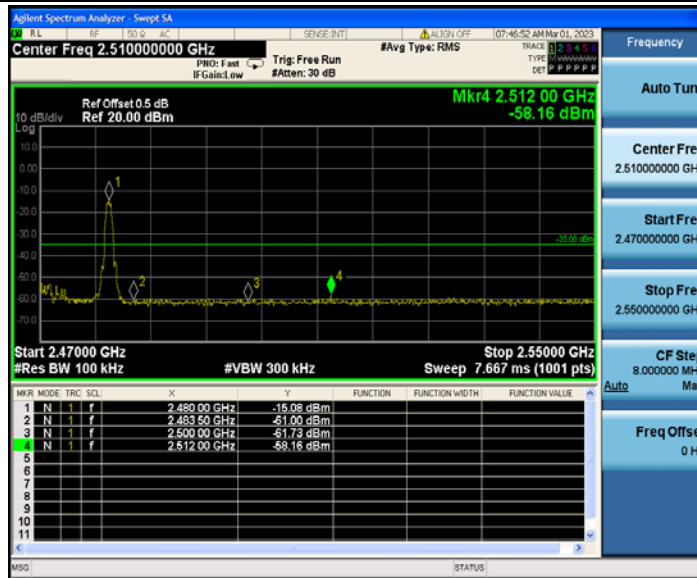 Agilent Spectrum Analyzer - Swept SA
RL RF 50 Ω AC SENSE:INT ALIGN OFF 07:46:52 AM Mar 01, 2023
Center Freq 2.510000000 GHz #Avg Type: RMS TRACE 1 2 3 4 5 6
PNO: Fast Trig: Free Run TYPE M WWWWW
IFGain:Low #Atten: 30 dB DET P P P P P P
Ref Offset 0.5 dB Mkr4 2.512 00 GHz
10 dB/div Ref 20.00 dBm -58.16 dBm
Log
10.0
0.00
-10.0
1
-20.0
-30.0
-35.08 dBm
-40.0
-50.0
2 3 4
-60.0
-70.0
Start 2.47000 GHz Stop 2.55000 GHz
#Res BW 100 kHz #VBW 300 kHz Sweep 7.667 ms (1001 pts)
MKR MODE TRC SCL X Y FUNCTION FUNCTION WIDTH FUNCTION VALUE
1 N 1 f 2.480 00 GHz -15.08 dBm
2 N 1 f 2.483 50 GHz -61.00 dBm
3 N 1 f 2.500 00 GHz -61.73 dBm
4 N 1 f 2.512 00 GHz -58.16 dBm
5
6
7
8
9
10
11
MSG STATUS
Frequency
Auto Tun
Center Fre
2.510000000 GH
Start Fre
2.470000000 GH
Stop Fre
2.550000000 GH
CF Ste
8.000000 MH
Auto Ma
Freq Offse
0 H